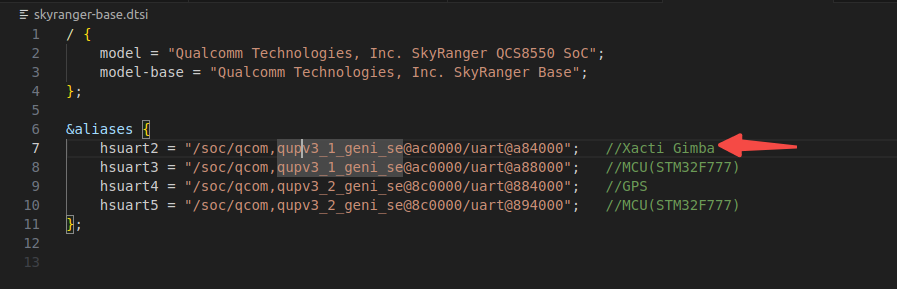 skyranger-base.dtsi
1 / {
2 model = "Qualcomm Technologies, Inc. SkyRanger QCS8550 SoC";
3 model-base = "Qualcomm Technologies, Inc. SkyRanger Base";
4 };
5
6 &aliases {
7 hsuart2 = "/soc/qcom,qupv3_1_geni_se@ac0000/uart@a84000"; //Xacti Gimba
8 hsuart3 = "/soc/qcom,qupv3_1_geni_se@ac0000/uart@a88000"; //MCU(STM32F777)
9 hsuart4 = "/soc/qcom,qupv3_2_geni_se@8c0000/uart@884000"; //GPS
10 hsuart5 = "/soc/qcom,qupv3_2_geni_se@8c0000/uart@894000"; //MCU(STM32F777)
11 };
12
13